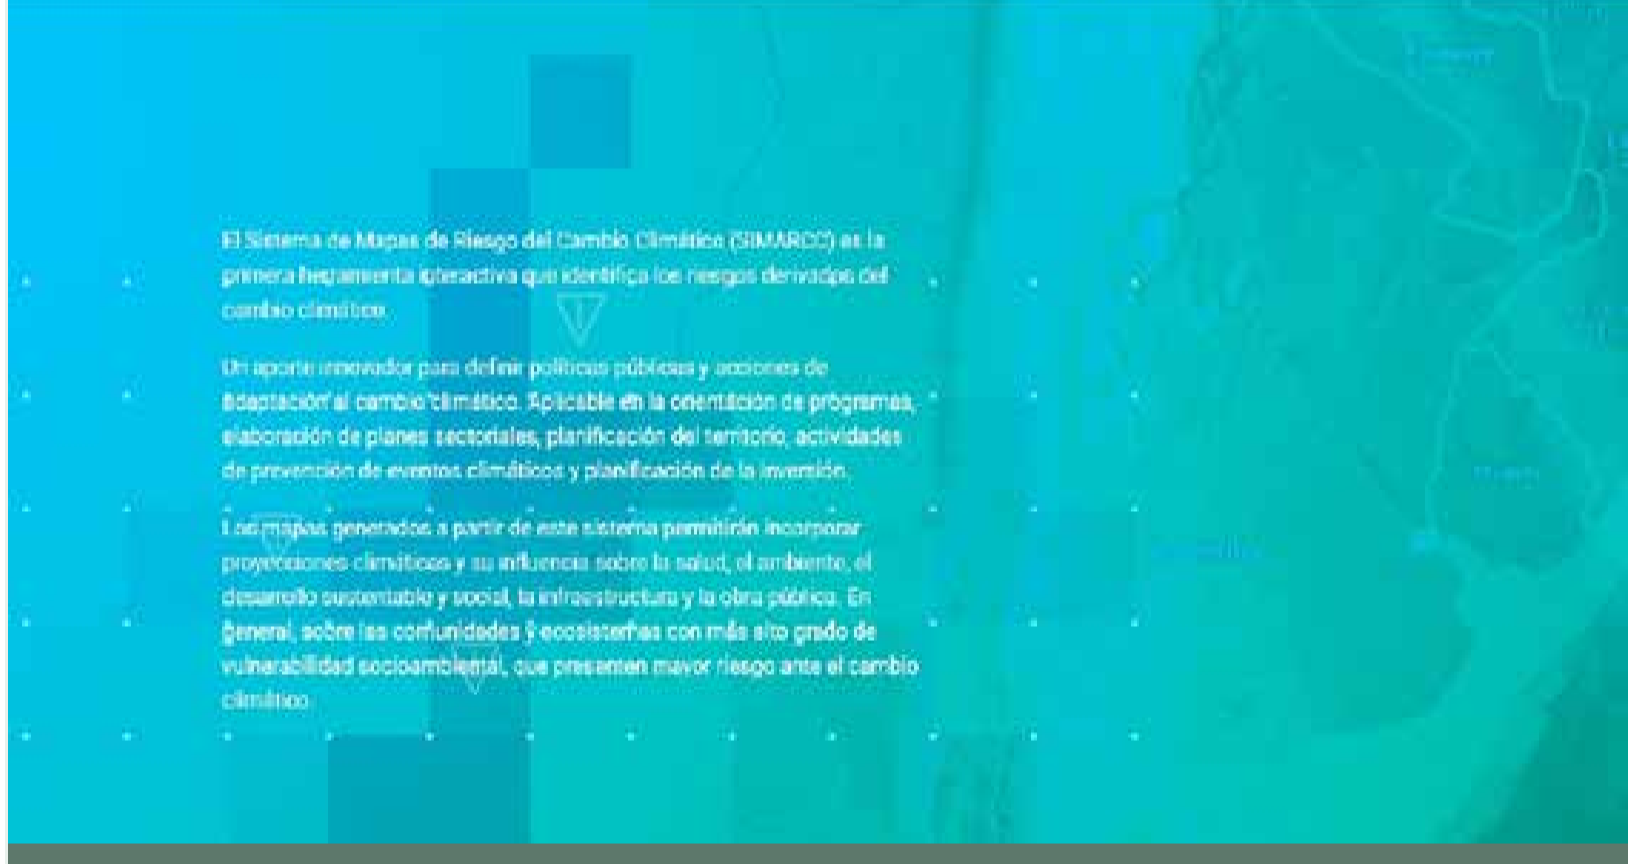 El Sistema de Mapas de Riesgo del Cambio Climático (SIMARCC) es la
primera herramienta interactiva que identifica los riesgos derivados del
cambio climático.
Un aporte innovador para definir políticas públicas y acciones de
adaptación al cambio climático. Aplicable en la orientación de programas,
elaboración de planes sectoriales, planificación del territorio, actividades
de prevención de eventos climáticos y planificación de la inversión.
Los mapas generados a partir de este sistema permitirán incorporar
proyecciones climáticas y su influencia sobre la salud, el ambiente, el
desarrollo sustentable y social, la infraestructura y la obra pública. En
general, sobre las comunidades y ecosistemas con más alto grado de
vulnerabilidad socioambiental, que presenten mayor riesgo ante el cambio
climático.